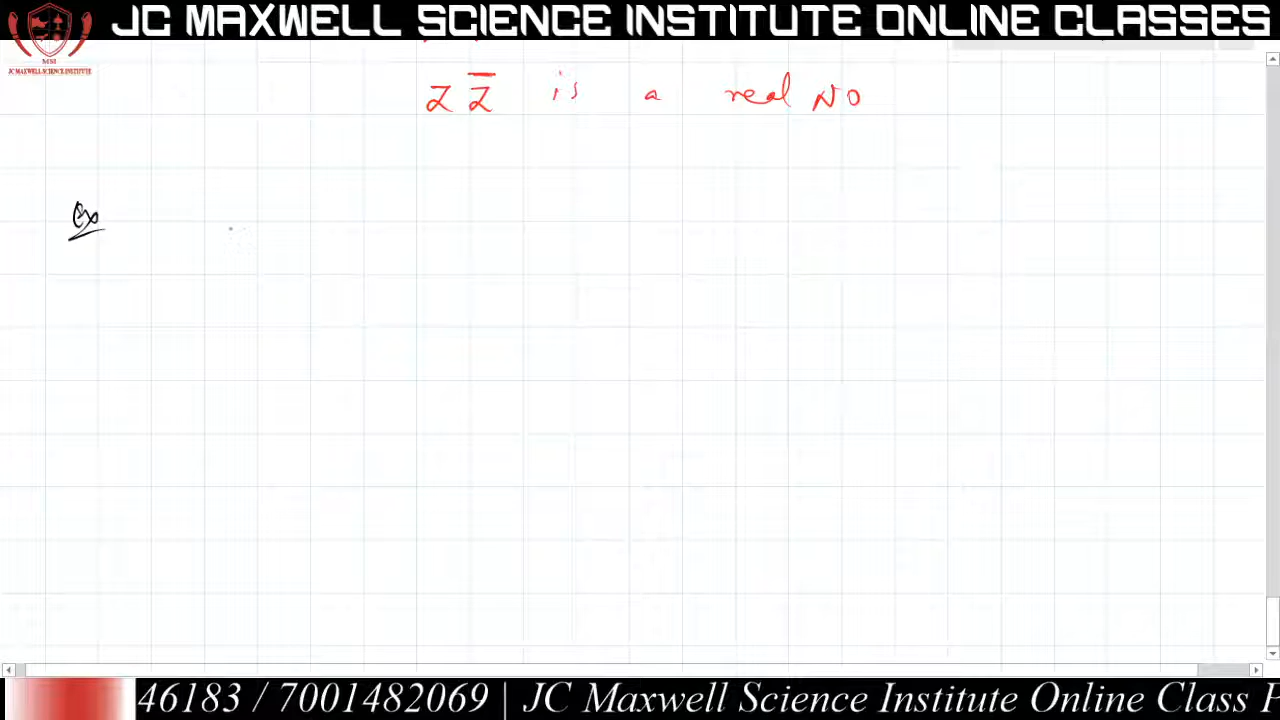 JC MAXWELL SCIENCE INSTITUTE ONLINE CLASSES
MSI
JC MAXWELL SCIENCE INSTITUTE
Z Z̅ is a real NO
Ex
46183 / 7001482069 | JC Maxwell Science Institute Online Class F